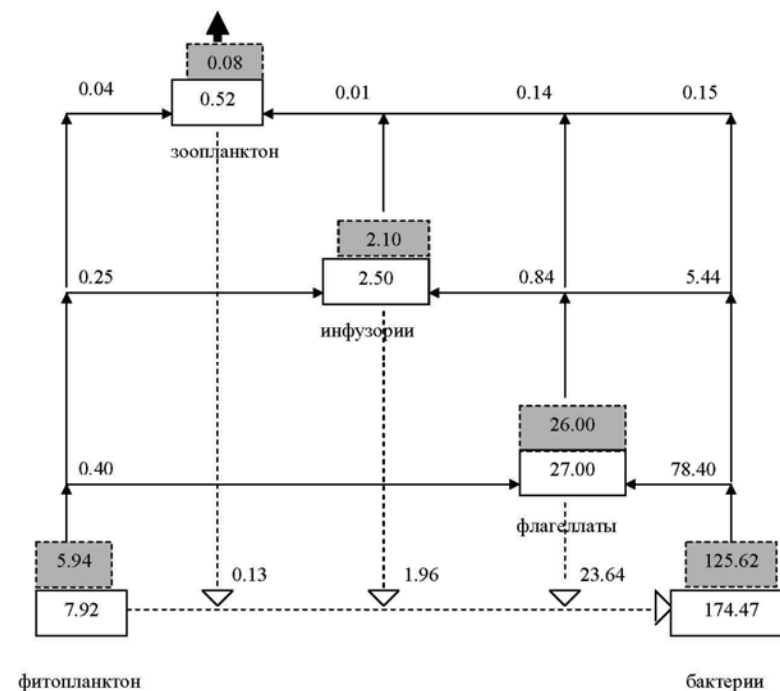 0.08
0.04 0.52 0.01 0.14 0.15
зоопланктон
2.10
0.25 2.50 0.84 5.44
инфузории
26.00
0.40 27.00 78.40
флагеллаты
5.94 0.13 1.96 23.64 125.62
7.92 174.47
фитопланктон бактерии